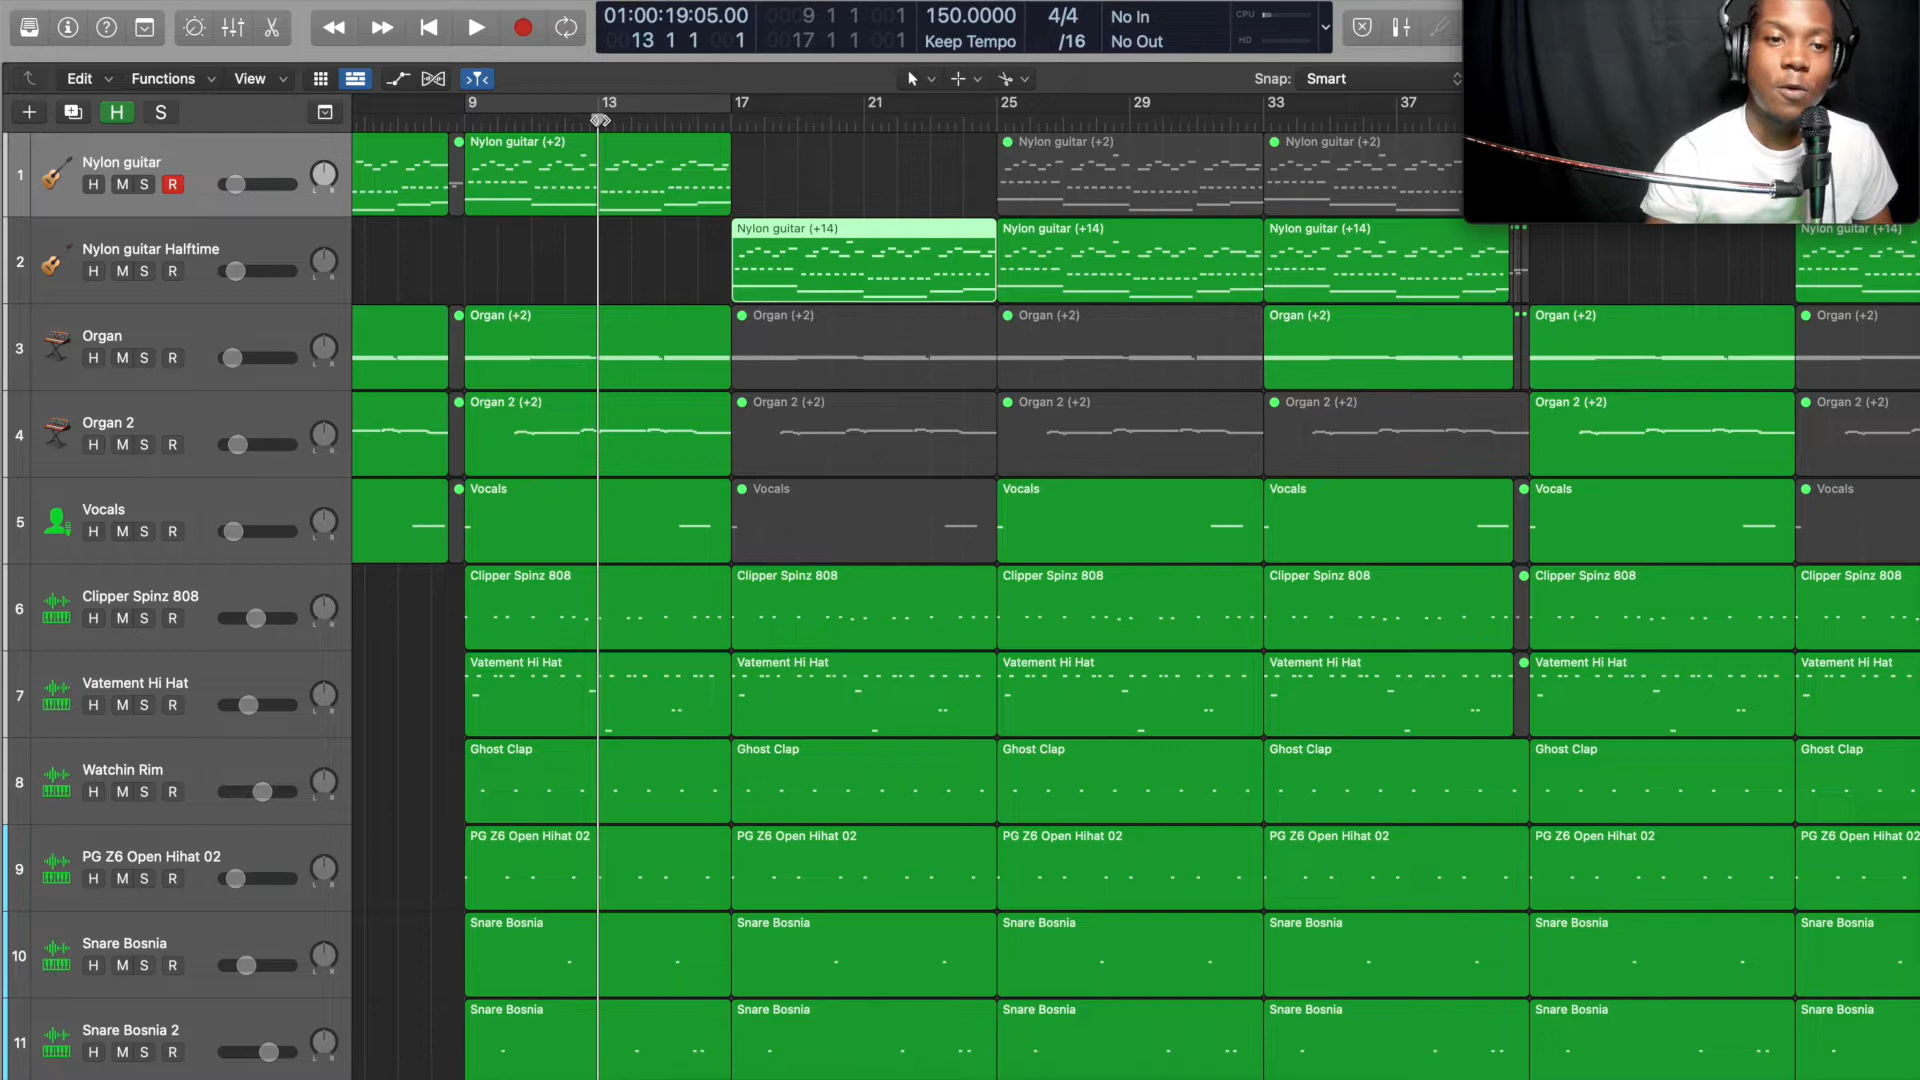 01:00:19:05.00 0009 1 1 001 150.0000 4/4 No In CPU
0013 1 1 001 0017 1 1 001 Keep Tempo /16 No Out HD
Edit Functions View Snap: Smart
H S 9 13 17 21 25 29 33 37
1 Nylon guitar
H M S R L R
Nylon guitar (+2) Nylon guitar (+2) Nylon guitar (+2)
2 Nylon guitar Halftime
H M S R L R
Nylon guitar (+14) Nylon guitar (+14) Nylon guitar (+14) Nylon guitar (+14)
3 Organ
H M S R L R
Organ (+2) Organ (+2) Organ (+2) Organ (+2) Organ (+2) Organ (+2)
4 Organ 2
H M S R L R
Organ 2 (+2) Organ 2 (+2) Organ 2 (+2) Organ 2 (+2) Organ 2 (+2) Organ 2 (+2)
5 Vocals
H M S R L R
Vocals Vocals Vocals Vocals Vocals Vocals
6 Clipper Spinz 808
H M S R L R
Clipper Spinz 808 Clipper Spinz 808 Clipper Spinz 808 Clipper Spinz 808 Clipper Spinz 808 Clipper Spinz 808
7 Vatement Hi Hat
H M S R L R
Vatement Hi Hat Vatement Hi Hat Vatement Hi Hat Vatement Hi Hat Vatement Hi Hat Vatement Hi Hat
8 Watchin Rim
H M S R L R
Ghost Clap Ghost Clap Ghost Clap Ghost Clap Ghost Clap Ghost Clap
9 PG Z6 Open Hihat 02
H M S R L R
PG Z6 Open Hihat 02 PG Z6 Open Hihat 02 PG Z6 Open Hihat 02 PG Z6 Open Hihat 02 PG Z6 Open Hihat 02 PG Z6 Open Hihat 02
10 Snare Bosnia
H M S R L R
Snare Bosnia Snare Bosnia Snare Bosnia Snare Bosnia Snare Bosnia Snare Bosnia
11 Snare Bosnia 2
H M S R L R
Snare Bosnia Snare Bosnia Snare Bosnia Snare Bosnia Snare Bosnia Snare Bosnia